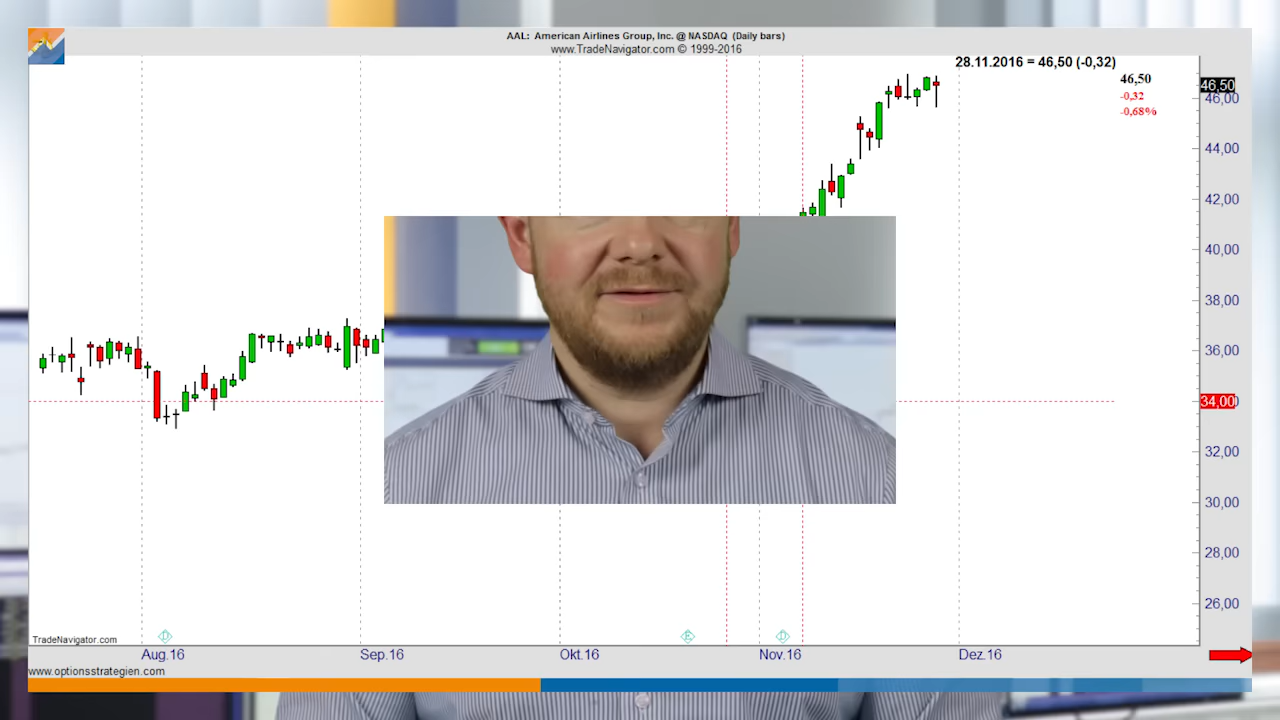 AAL: American Airlines Group, Inc. @ NASDAQ (Daily bars)
www.TradeNavigator.com © 1999-2016
28.11.2016 = 46,50 (-0,32)
46,50
-0,32
-0,68%
46,50
46,00
44,00
42,00
40,00
38,00
36,00
34,00
32,00
30,00
28,00
26,00
TradeNavigator.com
D
E
D
Aug.16
Sep.16
Okt.16
Nov.16
Dez.16
www.optionsstrategien.com